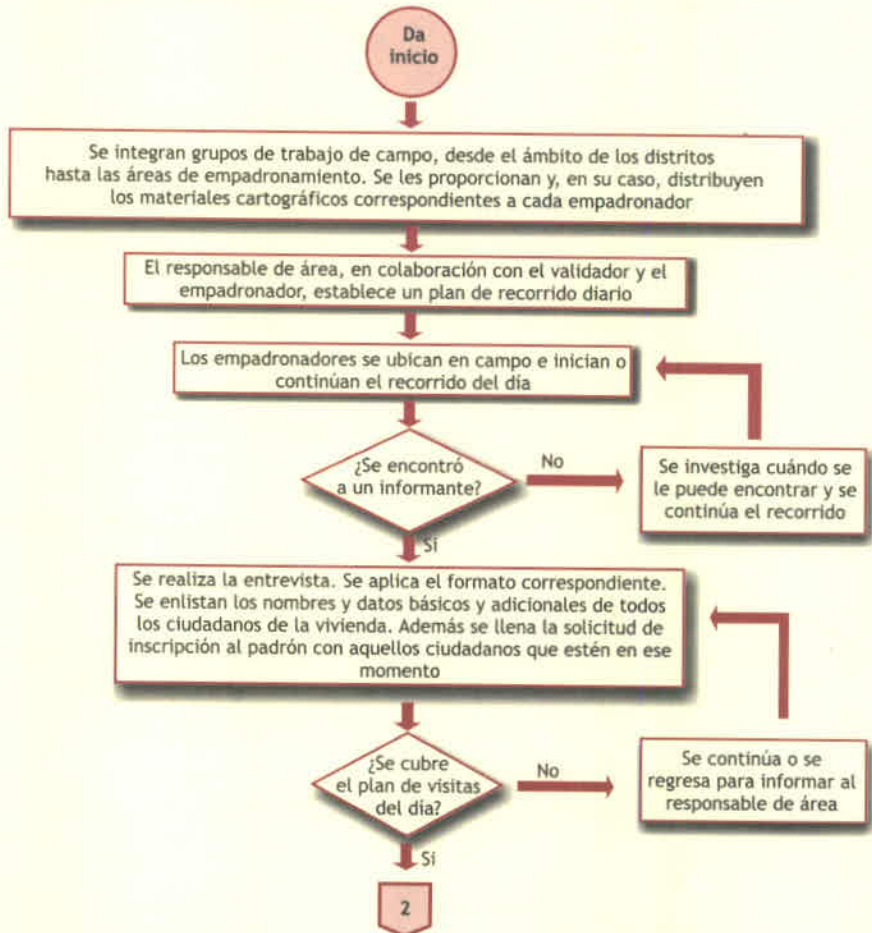 Da
inicio
Se integran grupos de trabajo de campo, desde el ámbito de los distritos
hasta las áreas de empadronamiento. Se les proporcionan y, en su caso, distribuyen
los materiales cartográficos correspondientes a cada empadronador
El responsable de área, en colaboración con el validador y el
empadronador, establece un plan de recorrido diario
Los empadronadores se ubican en campo e inician o
continúan el recorrido del día
¿Se encontró
a un informante?
No
Se investiga cuándo se
le puede encontrar y se
continúa el recorrido
Sí
Se realiza la entrevista. Se aplica el formato correspondiente.
Se enlistan los nombres y datos básicos y adicionales de todos
los ciudadanos de la vivienda. Además se llena la solicitud de
inscripción al padrón con aquellos ciudadanos que estén en ese
momento
¿Se cubre
el plan de visitas
del día?
No
Se continúa o se
regresa para informar al
responsable de área
Sí
2